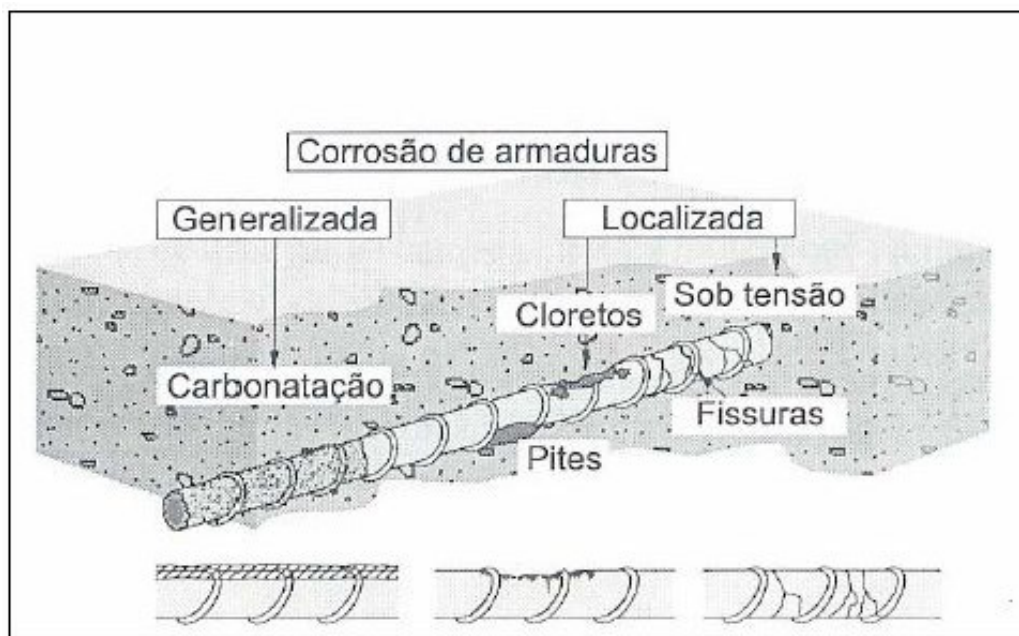 Corrosão de armaduras
Generalizada
Localizada
Cloretos
Sob tensão
Carbonatação
Fissuras
Pites